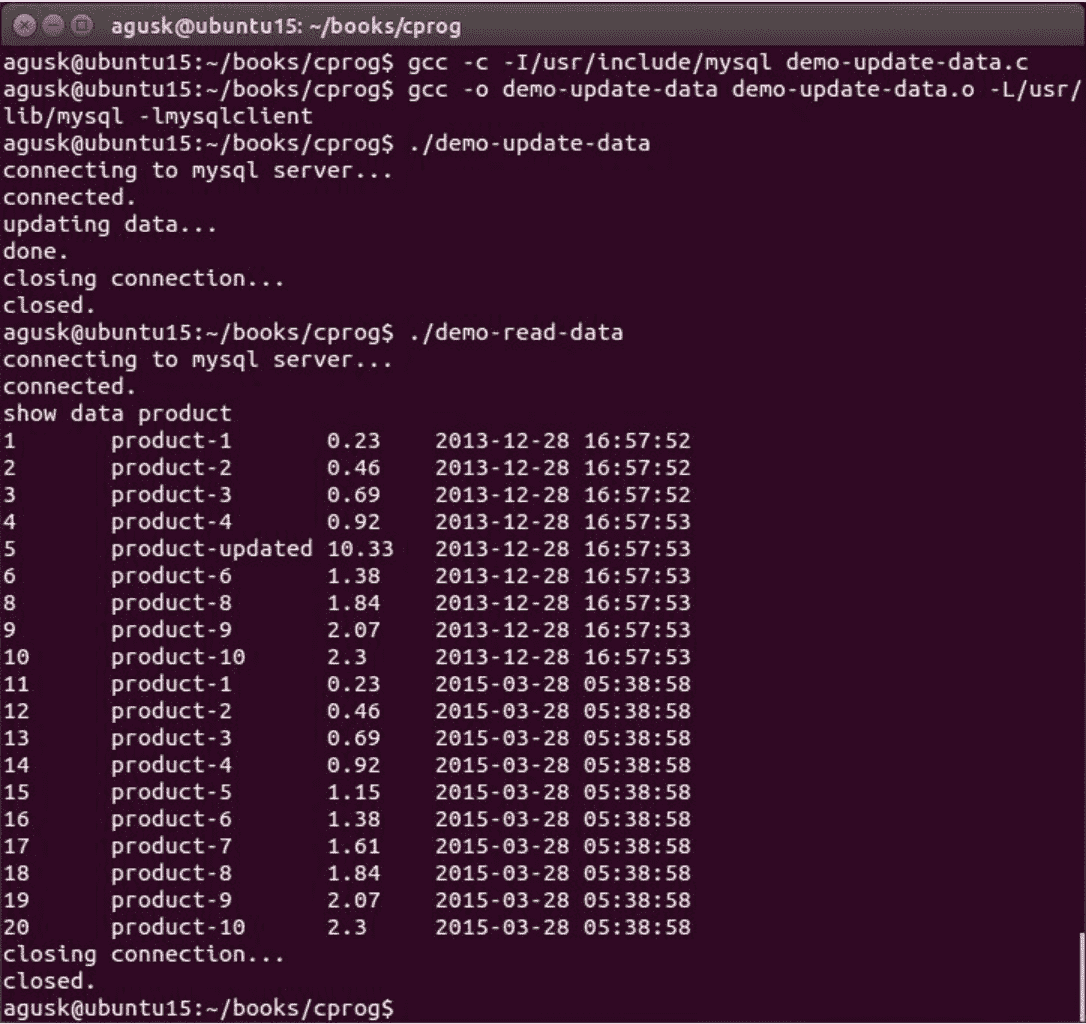 agusk@ubuntu15: ~/books/cprog
agusk@ubuntu15:~/books/cprog$ gcc -c -I/usr/include/mysql demo-update-data.c
agusk@ubuntu15:~/books/cprog$ gcc -o demo-update-data demo-update-data.o -L/usr/
lib/mysql -lmysqlclient
agusk@ubuntu15:~/books/cprog$ ./demo-update-data
connecting to mysql server...
connected.
updating data...
done.
closing connection...
closed.
agusk@ubuntu15:~/books/cprog$ ./demo-read-data
connecting to mysql server...
connected.
show data product
1       product-1       0.23    2013-12-28 16:57:52
2       product-2       0.46    2013-12-28 16:57:52
3       product-3       0.69    2013-12-28 16:57:52
4       product-4       0.92    2013-12-28 16:57:53
5       product-updated 10.33   2013-12-28 16:57:53
6       product-6       1.38    2013-12-28 16:57:53
8       product-8       1.84    2013-12-28 16:57:53
9       product-9       2.07    2013-12-28 16:57:53
10      product-10      2.3     2013-12-28 16:57:53
11      product-1       0.23    2015-03-28 05:38:58
12      product-2       0.46    2015-03-28 05:38:58
13      product-3       0.69    2015-03-28 05:38:58
14      product-4       0.92    2015-03-28 05:38:58
15      product-5       1.15    2015-03-28 05:38:58
16      product-6       1.38    2015-03-28 05:38:58
17      product-7       1.61    2015-03-28 05:38:58
18      product-8       1.84    2015-03-28 05:38:58
19      product-9       2.07    2015-03-28 05:38:58
20      product-10      2.3     2015-03-28 05:38:58
closing connection...
closed.
agusk@ubuntu15:~/books/cprog$